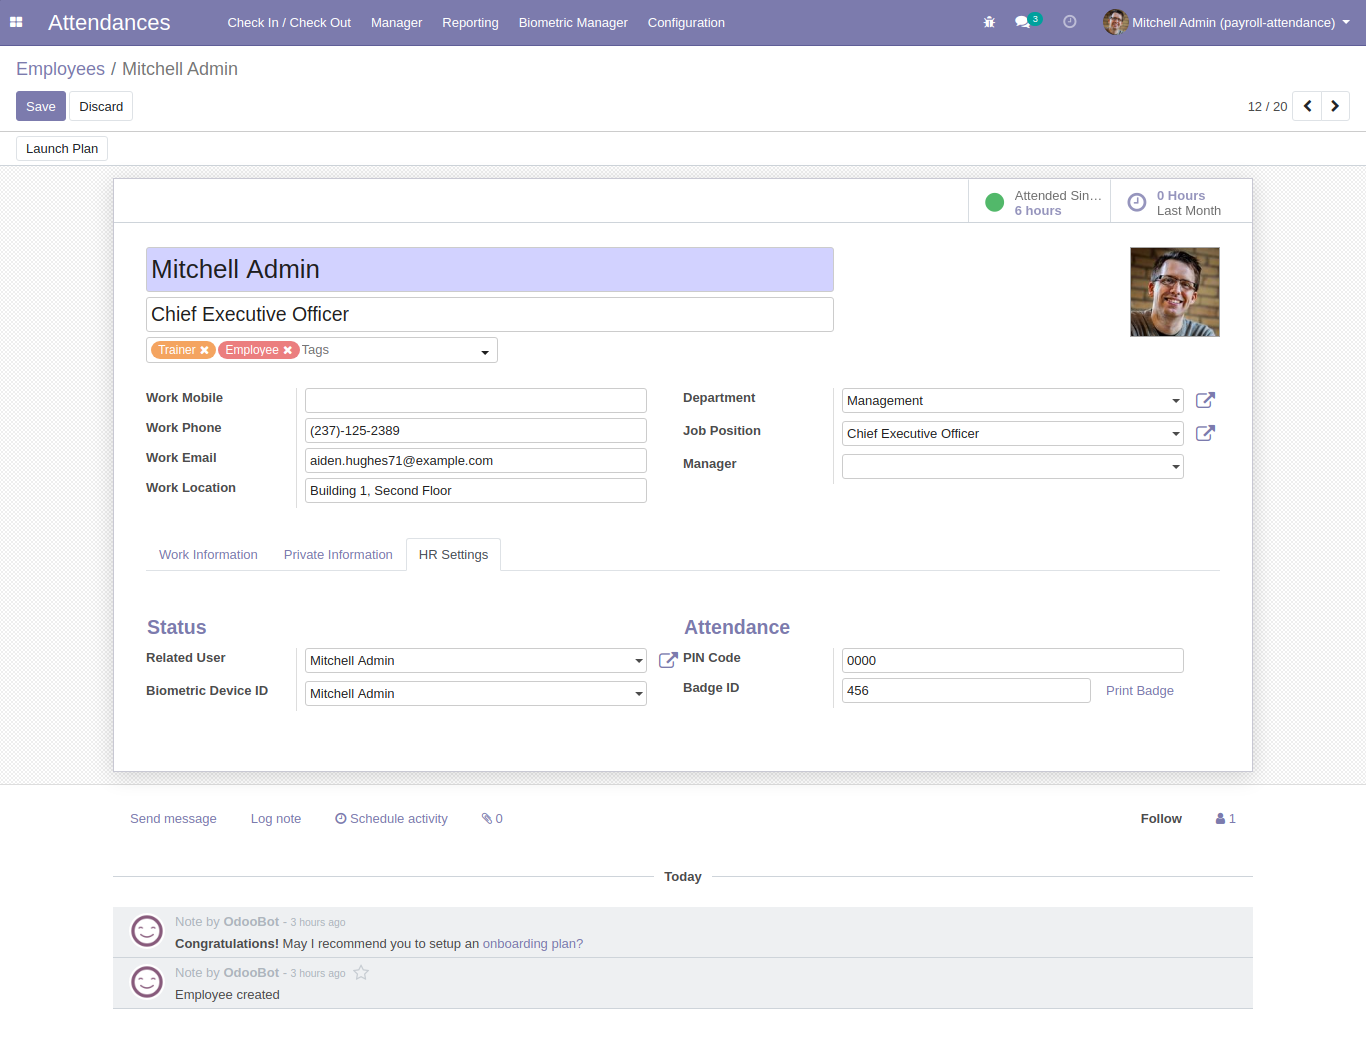 Attendances
Check In / Check Out Manager Reporting Biometric Manager Configuration
3
Mitchell Admin (payroll-attendance)
Employees / Mitchell Admin
Save Discard
12 / 20
Launch Plan
Attended Sin…
6 hours
0 Hours
Last Month
Mitchell Admin
Chief Executive Officer
Trainer Employee Tags
Work Mobile
Work Phone (237)-125-2389
Work Email aiden.hughes71@example.com
Work Location Building 1, Second Floor
Department Management
Job Position Chief Executive Officer
Manager
Work Information Private Information HR Settings
Status
Related User Mitchell Admin
Biometric Device ID Mitchell Admin
Attendance
PIN Code 0000
Badge ID 456 Print Badge
Send message Log note Schedule activity 0
Follow 1
Today
Note by OdooBot - 3 hours ago
Congratulations! May I recommend you to setup an onboarding plan?
Note by OdooBot - 3 hours ago
Employee created